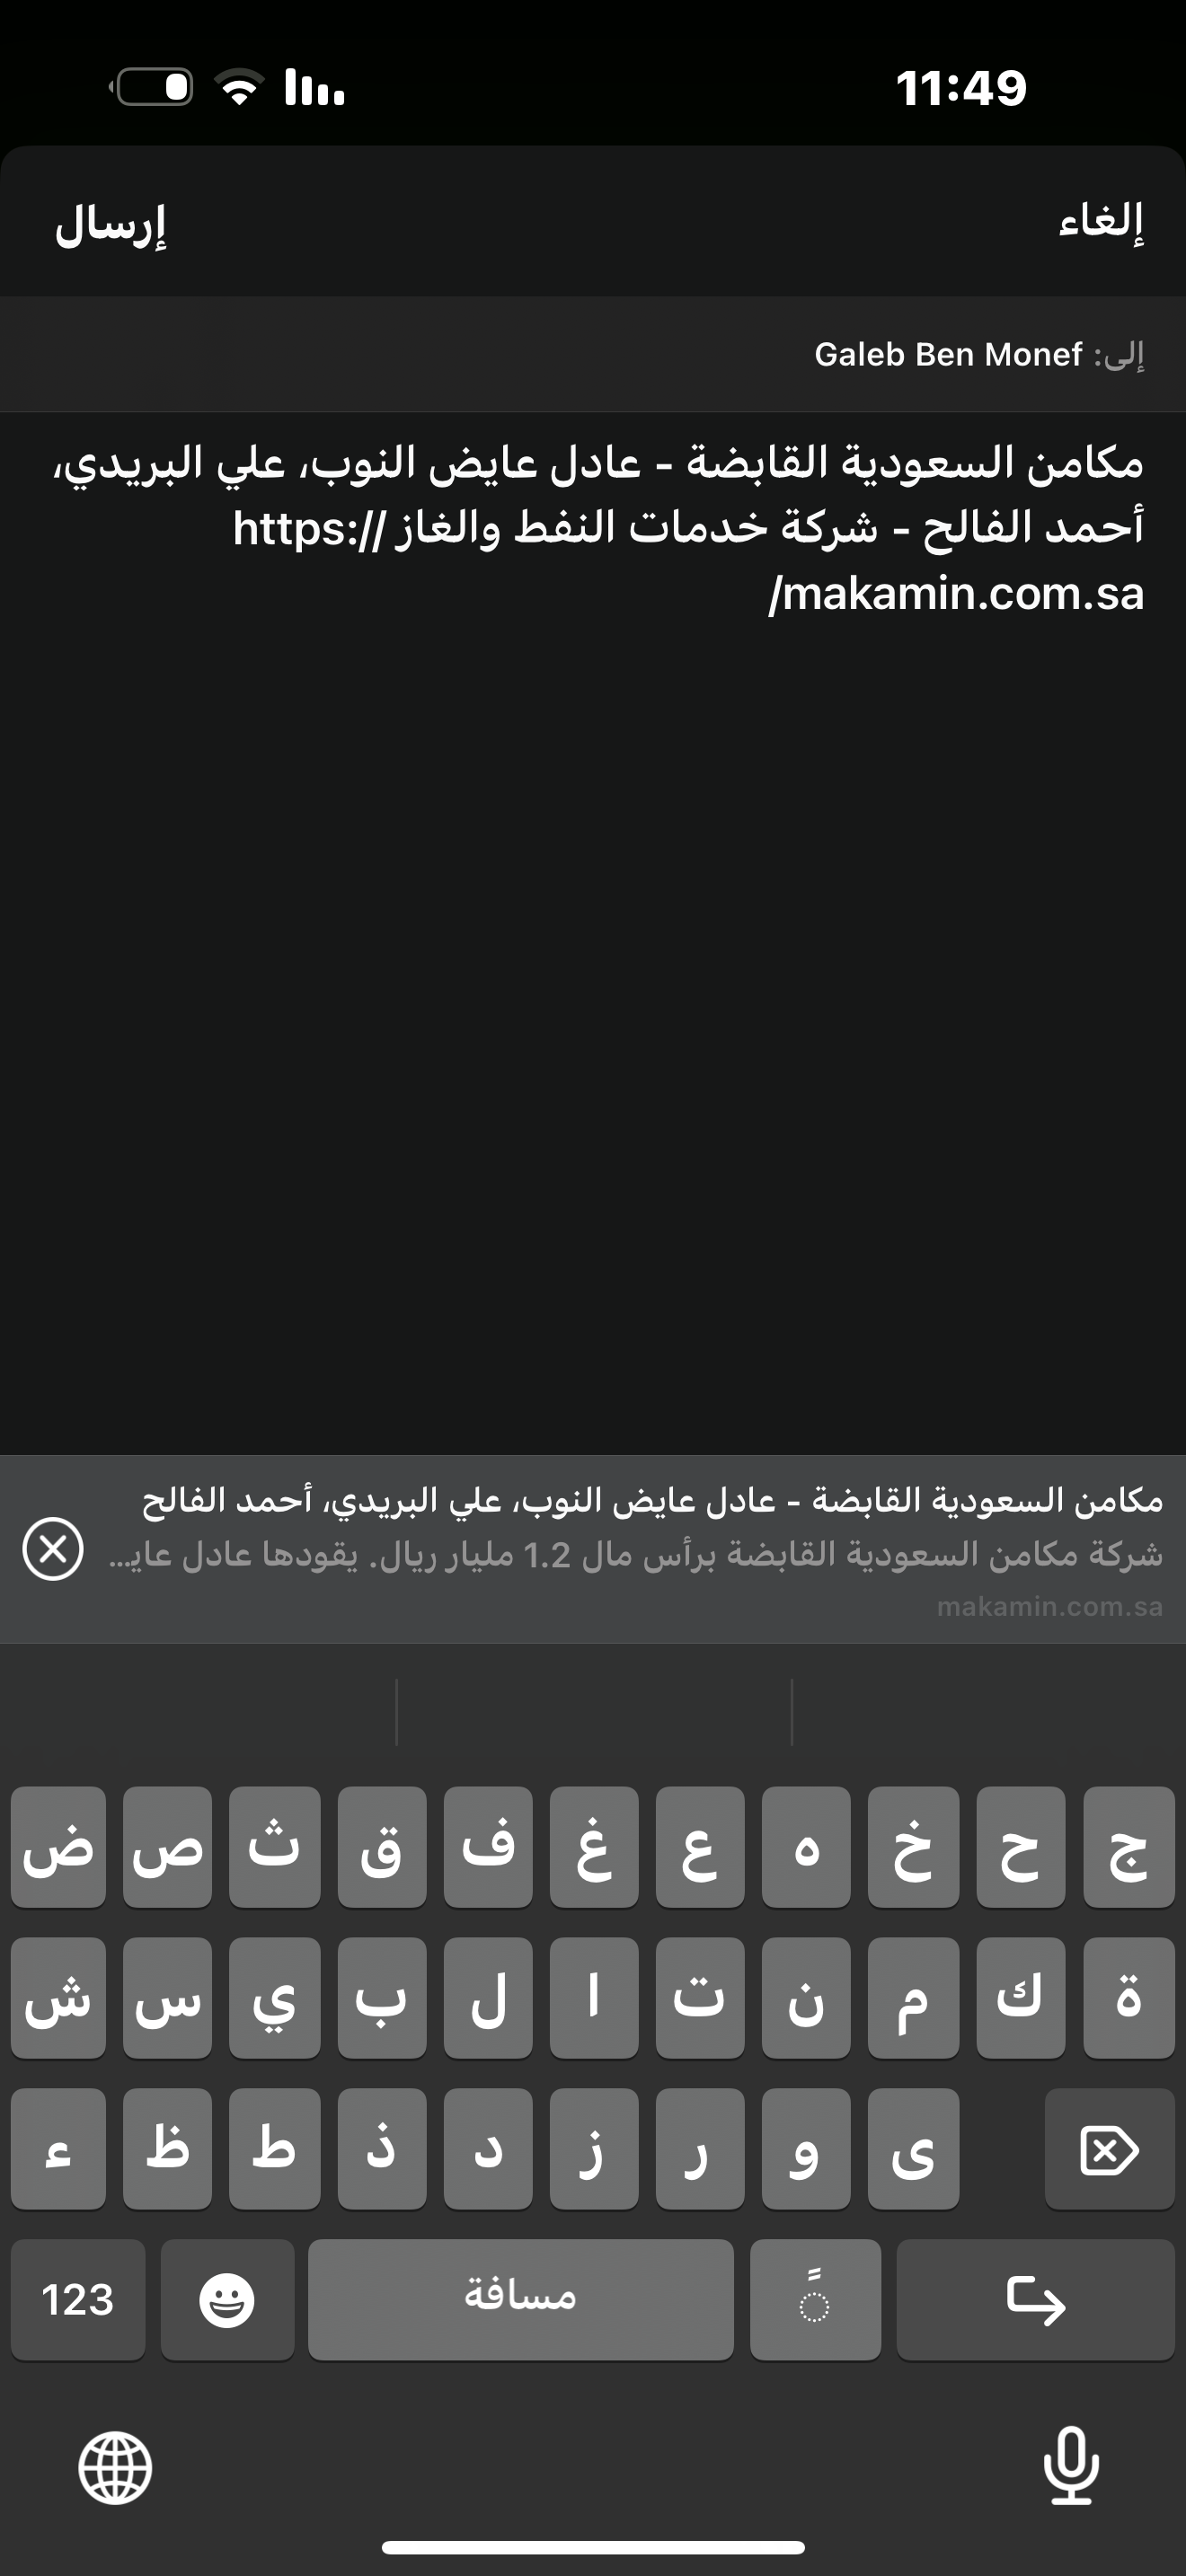 11:49
إلغاء
إرسال
إلى: Galeb Ben Monef
مكامن السعودية القابضة - عادل عايض النوب، علي البريدي،
أحمد الفالح - شركة خدمات النفط والغاز https://
makamin.com.sa/
مكامن السعودية القابضة - عادل عايض النوب، علي البريدي، أحمد الفالح
شركة مكامن السعودية القابضة برأس مال 1.2 مليار ريال. يقودها عادل عايـ...
makamin.com.sa
ج ح خ ه ع غ ف ق ث ص ض
ة ك م ن ت ا ل ب ي س ش
ى و ر ز د ذ ط ظ ء
123 مسافة ً